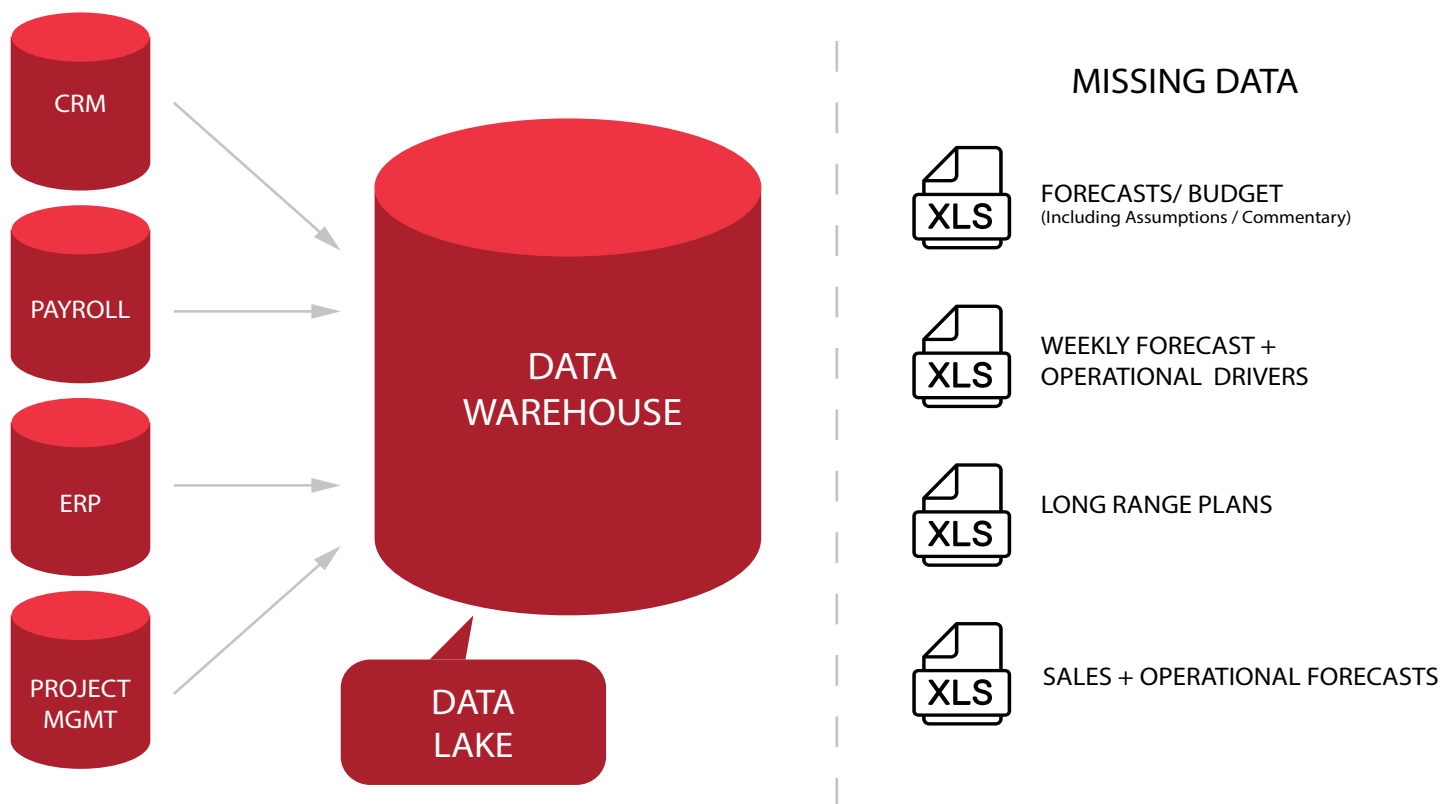 CRM
PAYROLL
ERP
PROJECT
MGMT
DATA
WAREHOUSE
DATA
LAKE
MISSING DATA
XLS
FORECASTS/ BUDGET
(Including Assumptions / Commentary)
XLS
WEEKLY FORECAST +
OPERATIONAL  DRIVERS
XLS
LONG RANGE PLANS
XLS
SALES + OPERATIONAL FORECASTS